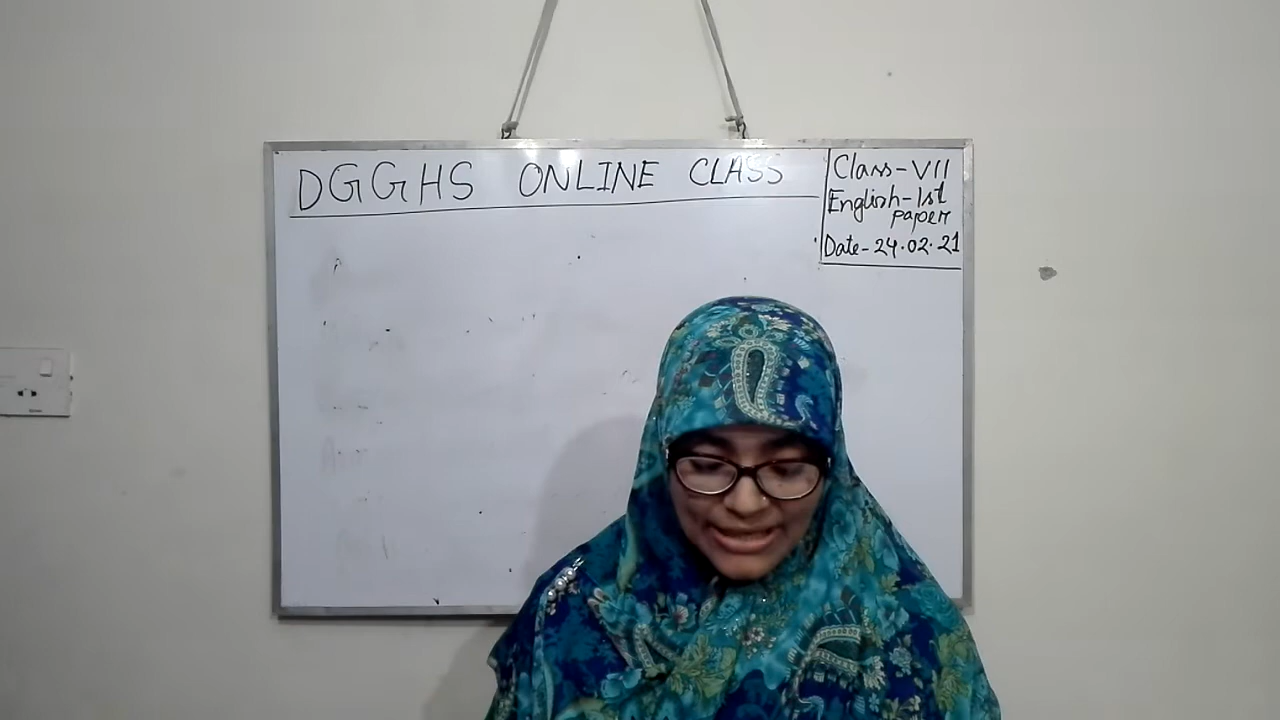 DGGHS ONLINE CLASS
Class-VII
English-1st
paper
Date-24.02.21